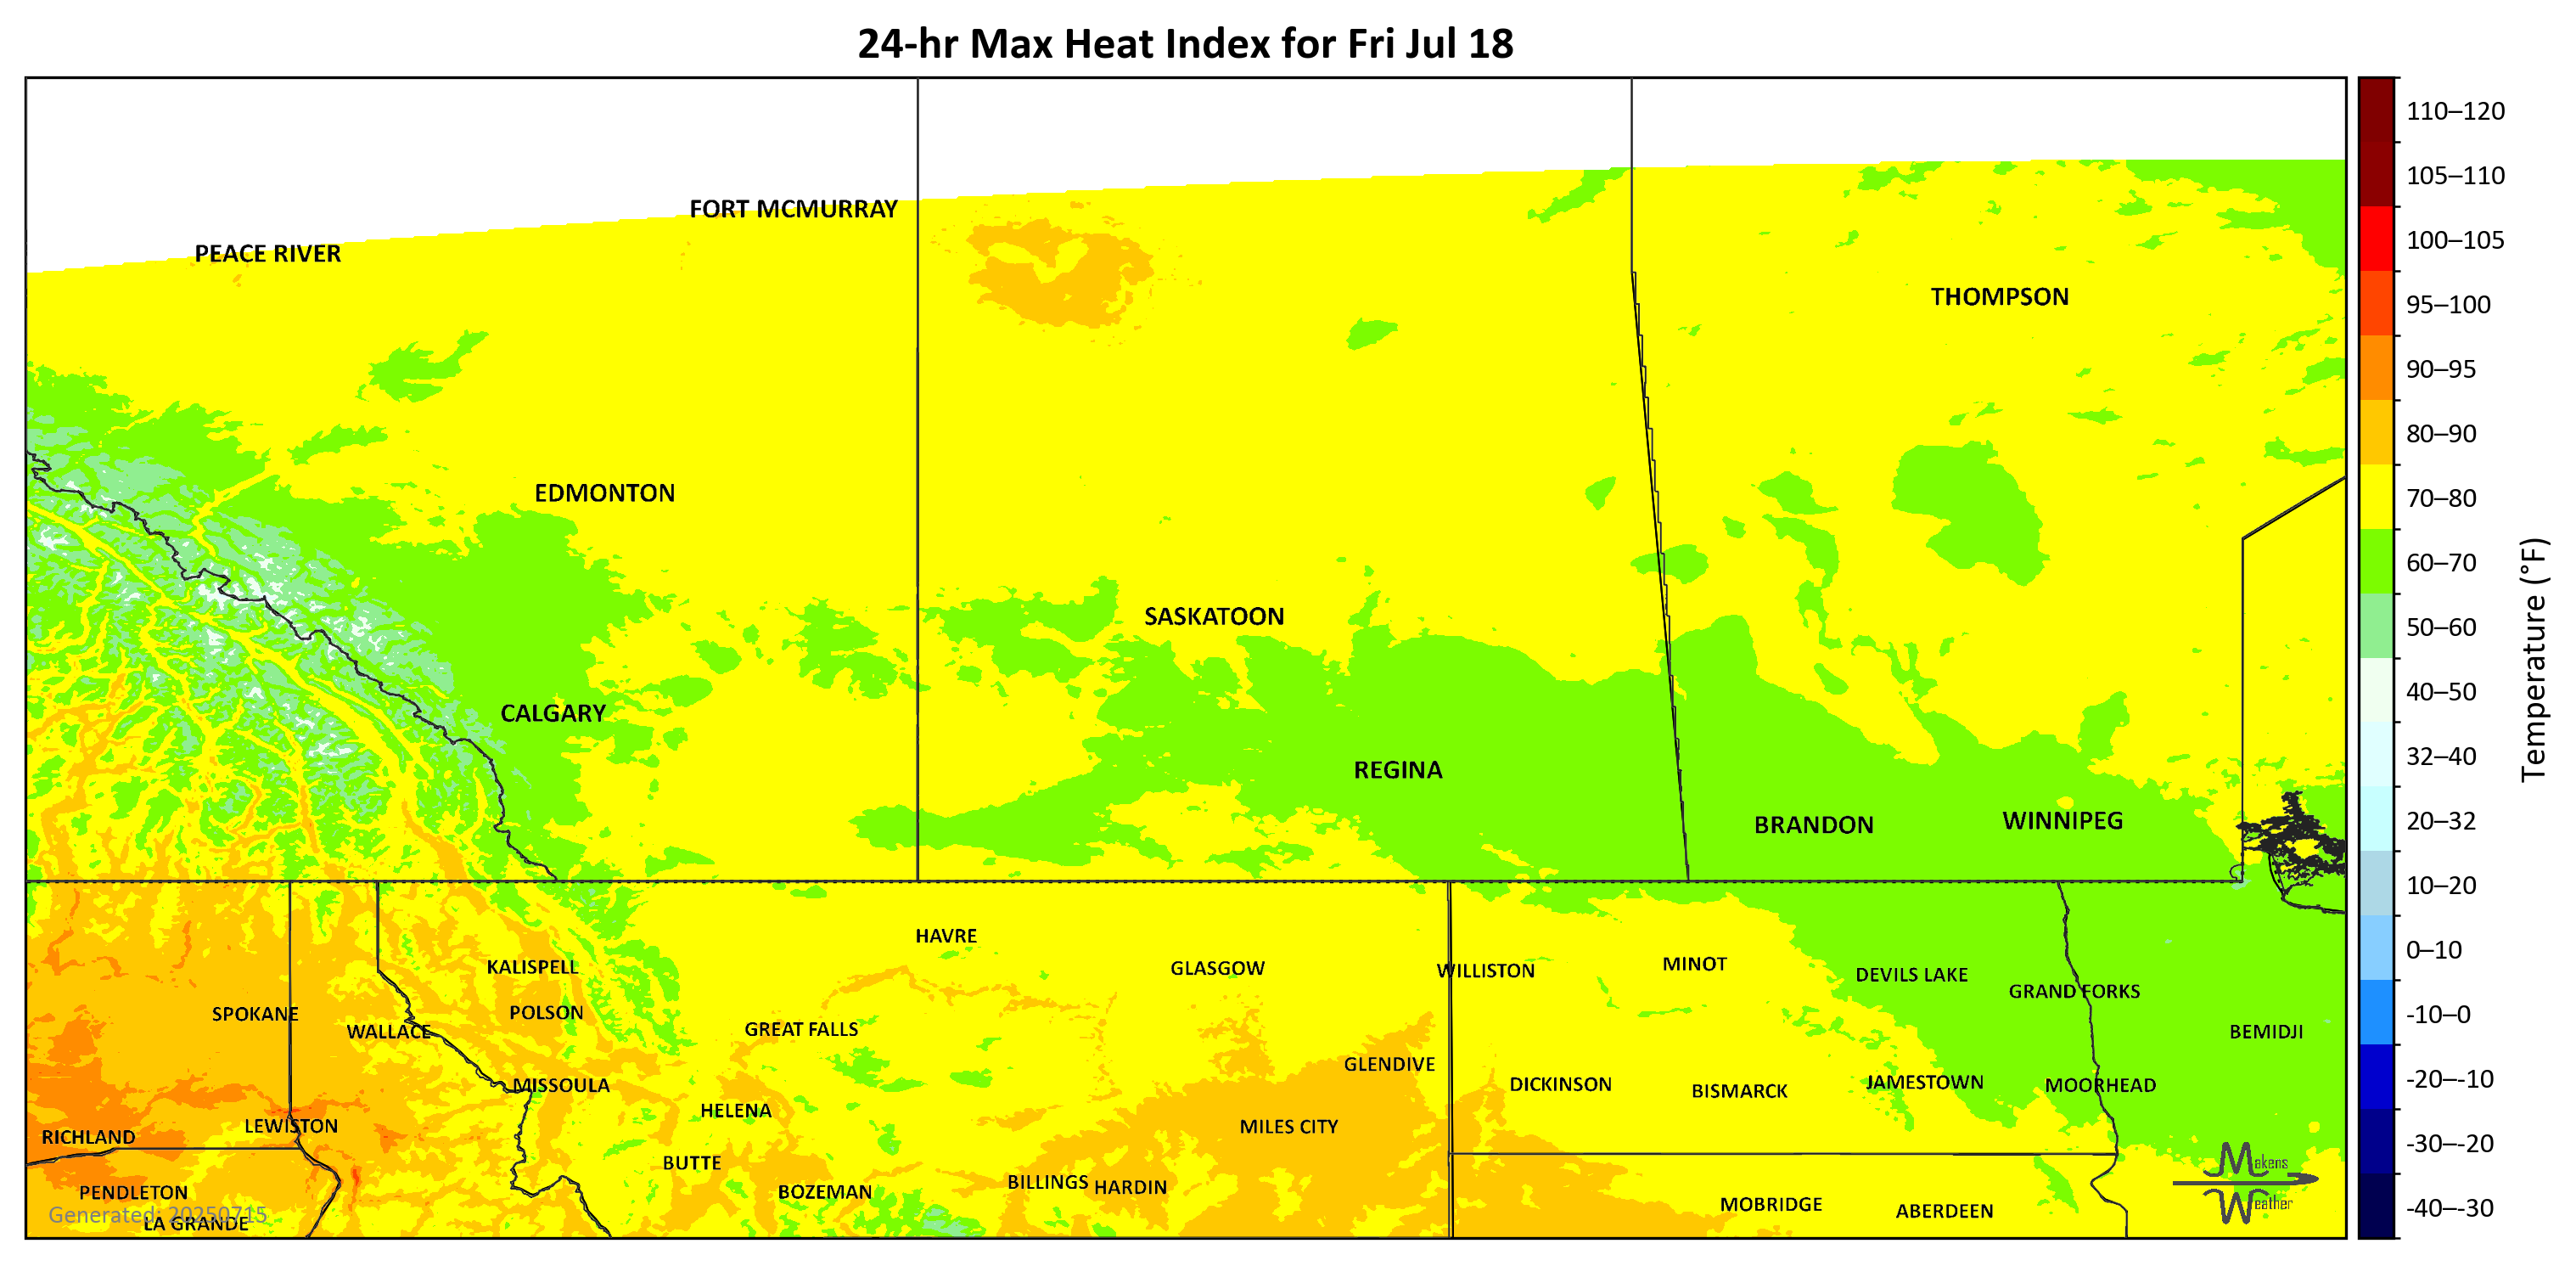 24-hr Max Heat Index for Fri Jul 18
110–120
105–110
100–105
95–100
90–95
80–90
70–80
60–70
50–60
40–50
32–40
20–32
10–20
0–10
-10–0
-20–-10
-30–-20
-40–-30
Temperature (°F)
FORT MCMURRAY
PEACE RIVER
THOMPSON
EDMONTON
SASKATOON
CALGARY
REGINA
BRANDON
WINNIPEG
HAVRE
KALISPELL
GLASGOW
WILLISTON
MINOT
DEVILS LAKE
GRAND FORKS
SPOKANE
POLSON
WALLACE
GREAT FALLS
BEMIDJI
GLENDIVE
MISSOULA
DICKINSON
BISMARCK
JAMESTOWN
MOORHEAD
HELENA
LEWISTON
MILES CITY
RICHLAND
BUTTE
PENDLETON
BOZEMAN
BILLINGS
HARDIN
MOBRIDGE
ABERDEEN
Generated: 20250715
LA GRANDE
Makens
Weather